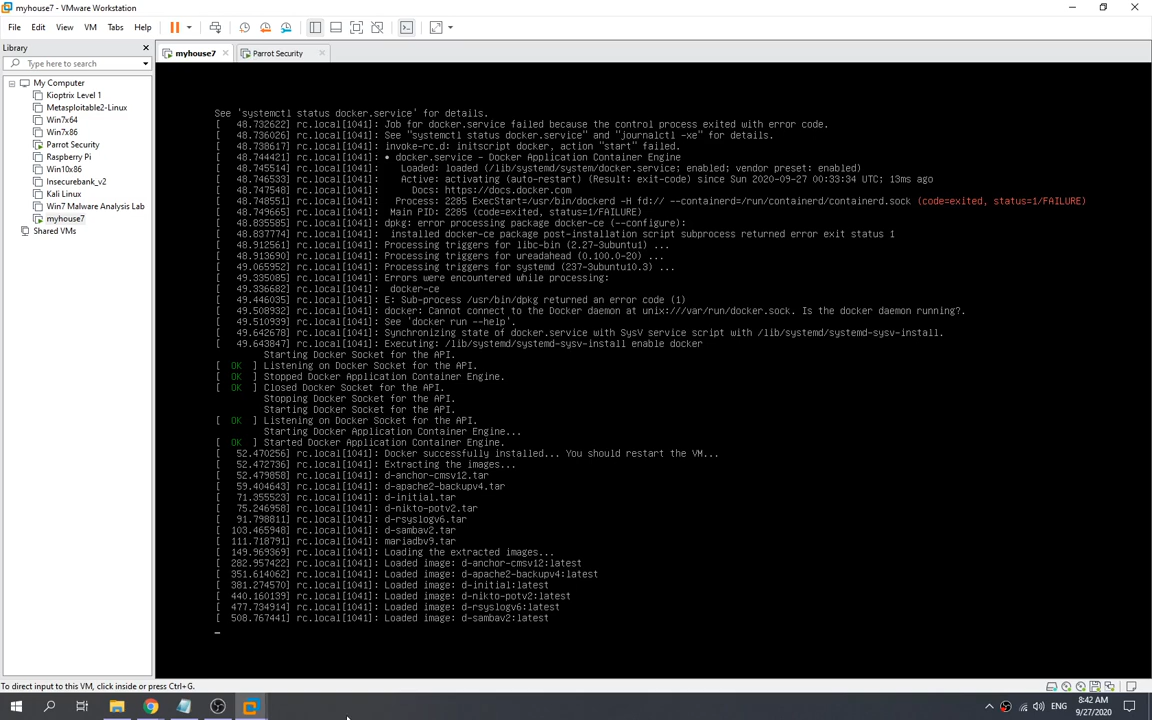 myhouse7 - VMware Workstation
File Edit View VM Tabs Help
Library
Type here to search
My Computer
Kioptrix Level 1
Metasploitable2-Linux
Win7x64
Win7x86
Parrot Security
Raspberry Pi
Win10x86
Insecurebank_v2
Kali Linux
Win7 Malware Analysis Lab
myhouse7
Shared VMs
myhouse7
Parrot Security
See 'systemctl status docker.service' for details.
[   48.732622] rc.local[1041]: Job for docker.service failed because the control process exited with error code.
[   48.736026] rc.local[1041]: See "systemctl status docker.service" and "journalctl -xe" for details.
[   48.738617] rc.local[1041]: invoke-rc.d: initscript docker, action "start" failed.
[   48.744421] rc.local[1041]: • docker.service - Docker Application Container Engine
[   48.745514] rc.local[1041]:    Loaded: loaded (/lib/systemd/system/docker.service; enabled; vendor preset: enabled)
[   48.746533] rc.local[1041]:    Active: activating (auto-restart) (Result: exit-code) since Sun 2020-09-27 00:33:34 UTC; 13ms ago
[   48.747548] rc.local[1041]:      Docs: https://docs.docker.com
[   48.748551] rc.local[1041]:   Process: 2285 ExecStart=/usr/bin/dockerd -H fd:// --containerd=/run/containerd/containerd.sock (code=exited, status=1/FAILURE)
[   48.749665] rc.local[1041]:  Main PID: 2285 (code=exited, status=1/FAILURE)
[   48.835585] rc.local[1041]: dpkg: error processing package docker-ce (--configure):
[   48.837774] rc.local[1041]:  installed docker-ce package post-installation script subprocess returned error exit status 1
[   48.912561] rc.local[1041]: Processing triggers for libc-bin (2.27-3ubuntu1) ...
[   48.913690] rc.local[1041]: Processing triggers for ureadahead (0.100.0-20) ...
[   49.065952] rc.local[1041]: Processing triggers for systemd (237-3ubuntu10.3) ...
[   49.335085] rc.local[1041]: Errors were encountered while processing:
[   49.336682] rc.local[1041]:  docker-ce
[   49.446035] rc.local[1041]: E: Sub-process /usr/bin/dpkg returned an error code (1)
[   49.508932] rc.local[1041]: docker: Cannot connect to the Docker daemon at unix:///var/run/docker.sock. Is the docker daemon running?.
[   49.510939] rc.local[1041]: See 'docker run --help'.
[   49.642678] rc.local[1041]: Synchronizing state of docker.service with SysV service script with /lib/systemd/systemd-sysv-install.
[   49.643847] rc.local[1041]: Executing: /lib/systemd/systemd-sysv-install enable docker
Starting Docker Socket for the API.
[  OK  ] Listening on Docker Socket for the API.
[  OK  ] Stopped Docker Application Container Engine.
[  OK  ] Closed Docker Socket for the API.
Stopping Docker Socket for the API.
Starting Docker Socket for the API.
[  OK  ] Listening on Docker Socket for the API.
Starting Docker Application Container Engine...
[  OK  ] Started Docker Application Container Engine.
[   52.470256] rc.local[1041]: Docker successfully installed... You should restart the VM...
[   52.472736] rc.local[1041]: Extracting the images...
[   52.479858] rc.local[1041]: d-anchor-cmsv12.tar
[   59.404643] rc.local[1041]: d-apache2-backupv4.tar
[   71.355523] rc.local[1041]: d-initial.tar
[   75.246958] rc.local[1041]: d-nikto-potv2.tar
[   91.798811] rc.local[1041]: d-rsyslogv6.tar
[  103.465948] rc.local[1041]: d-sambav2.tar
[  111.718791] rc.local[1041]: mariadbv9.tar
[  149.969369] rc.local[1041]: Loading the extracted images...
[  282.957422] rc.local[1041]: Loaded image: d-anchor-cmsv12:latest
[  351.614062] rc.local[1041]: Loaded image: d-apache2-backupv4:latest
[  381.274570] rc.local[1041]: Loaded image: d-initial:latest
[  440.160139] rc.local[1041]: Loaded image: d-nikto-potv2:latest
[  477.734914] rc.local[1041]: Loaded image: d-rsyslogv6:latest
[  508.767441] rc.local[1041]: Loaded image: d-sambav2:latest
To direct input to this VM, click inside or press Ctrl+G.
ENG
8:42 AM
9/27/2020